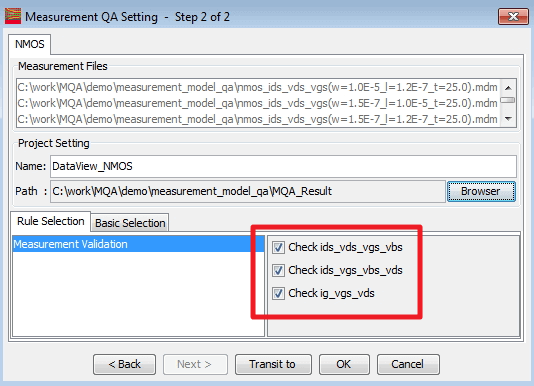 Measurement QA Setting - Step 2 of 2
NMOS
Measurement Files
C:\work\MQA\demo\measurement_model_qa\nmos_ids_vds_vgs(w=1.0E-5_l=1.2E-7_t=25.0).mdm
C:\work\MQA\demo\measurement_model_qa\nmos_ids_vds_vgs(w=1.0E-5_l=1.5E-7_t=25.0).mdm
C:\work\MQA\demo\measurement_model_qa\nmos_ids_vds_vgs(w=1.5E-7_l=1.2E-7_t=25.0).mdm
Project Setting
Name: DataView_NMOS
Path : C:\work\MQA\demo\measurement_model_qa\MQA_Result Browser
Rule Selection Basic Selection
Measurement Validation
Check ids_vds_vgs_vbs
Check ids_vgs_vbs_vds
Check ig_vgs_vds
< Back Next > Transit to OK Cancel